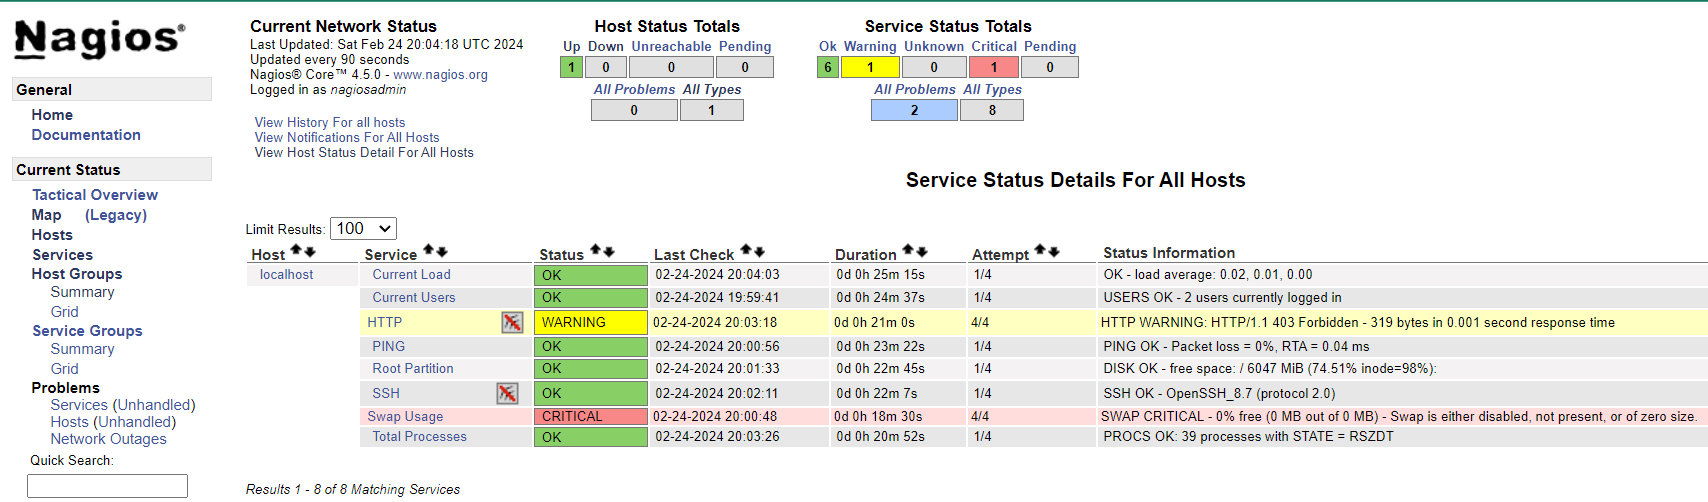 Nagios®
General
Home
Documentation
Current Status
Tactical Overview
Map (Legacy)
Hosts
Services
Host Groups
Summary
Grid
Service Groups
Summary
Grid
Problems
Services (Unhandled)
Hosts (Unhandled)
Network Outages
Quick Search:
Current Network Status
Last Updated: Sat Feb 24 20:04:18 UTC 2024
Updated every 90 seconds
Nagios® Core™ 4.5.0 - www.nagios.org
Logged in as nagiosadmin
View History For all hosts
View Notifications For All Hosts
View Host Status Detail For All Hosts
Host Status Totals
Up Down Unreachable Pending
1 0 0 0
All Problems All Types
0 1
Service Status Totals
Ok Warning Unknown Critical Pending
6 1 0 1 0
All Problems All Types
2 8
Service Status Details For All Hosts
Limit Results: 100
Host Service Status Last Check Duration Attempt Status Information
localhost Current Load OK 02-24-2024 20:04:03 0d 0h 25m 15s 1/4 OK - load average: 0.02, 0.01, 0.00
Current Users OK 02-24-2024 19:59:41 0d 0h 24m 37s 1/4 USERS OK - 2 users currently logged in
HTTP WARNING 02-24-2024 20:03:18 0d 0h 21m 0s 4/4 HTTP WARNING: HTTP/1.1 403 Forbidden - 319 bytes in 0.001 second response time
PING OK 02-24-2024 20:00:56 0d 0h 23m 22s 1/4 PING OK - Packet loss = 0%, RTA = 0.04 ms
Root Partition OK 02-24-2024 20:01:33 0d 0h 22m 45s 1/4 DISK OK - free space: / 6047 MiB (74.51% inode=98%):
SSH OK 02-24-2024 20:02:11 0d 0h 22m 7s 1/4 SSH OK - OpenSSH_8.7 (protocol 2.0)
Swap Usage CRITICAL 02-24-2024 20:00:48 0d 0h 18m 30s 4/4 SWAP CRITICAL - 0% free (0 MB out of 0 MB) - Swap is either disabled, not present, or of zero size.
Total Processes OK 02-24-2024 20:03:26 0d 0h 20m 52s 1/4 PROCS OK: 39 processes with STATE = RSZDT
Results 1 - 8 of 8 Matching Services